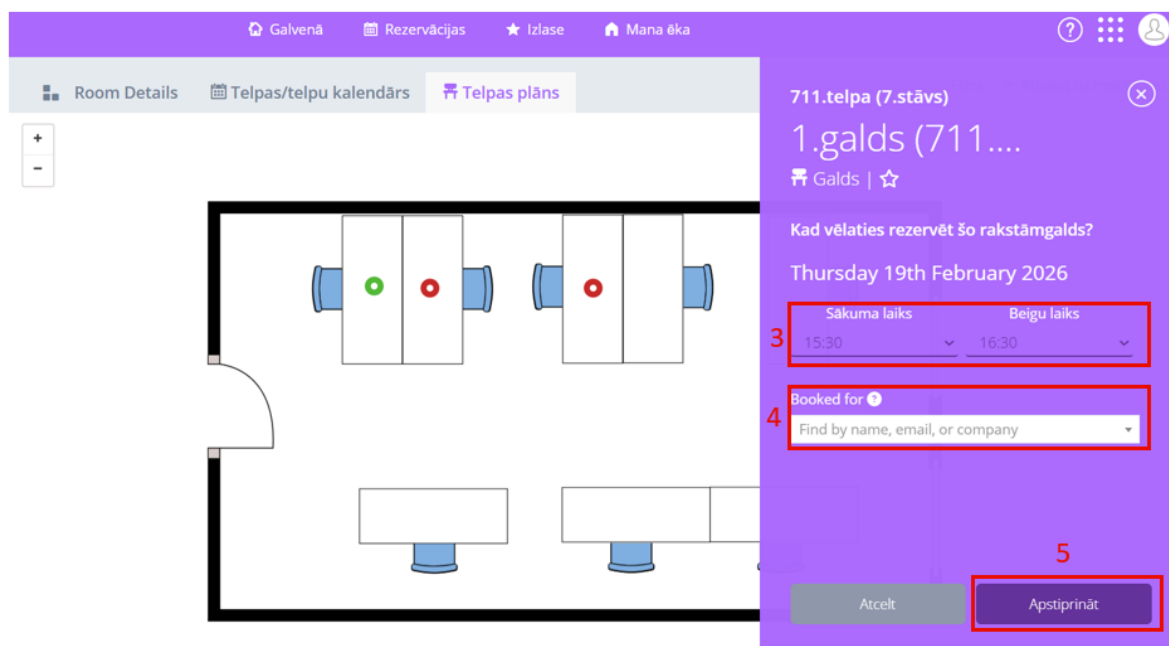 Galvenā Rezervācijas Izlase Mana ēka
Room Details Telpas/telpu kalendārs Telpas plāns
+
-
711.telpa (7.stāvs)
1.galds (711....
Galds |
Kad vēlaties rezervēt šo rakstāmgalds?
Thursday 19th February 2026
Sākuma laiks Beigu laiks
3 15:30 16:30
Booked for ?
4 Find by name, email, or company
5
Atcelt Apstiprināt